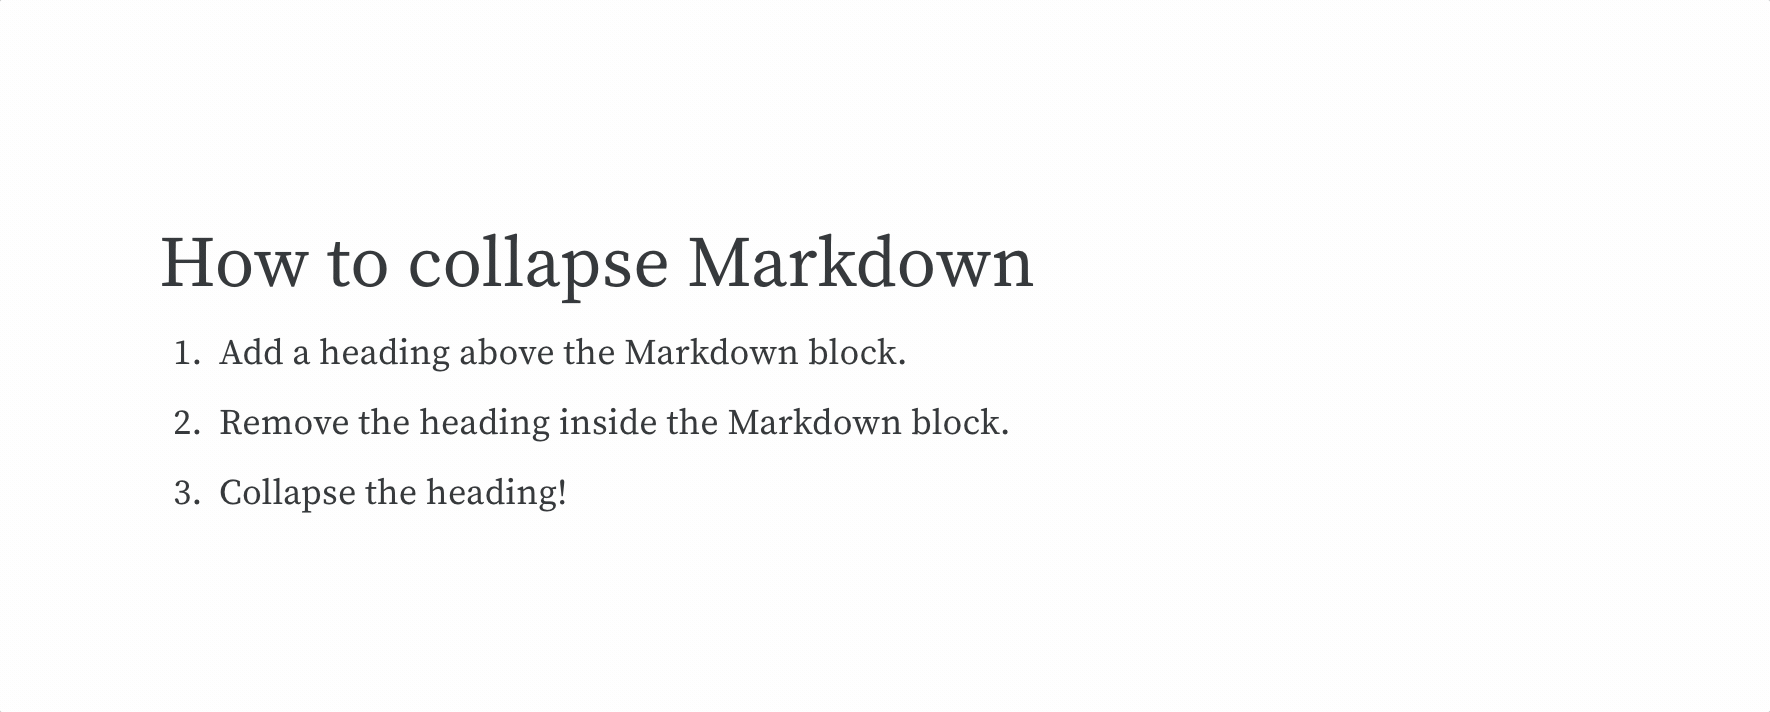 How to collapse Markdown
1. Add a heading above the Markdown block.
2. Remove the heading inside the Markdown block.
3. Collapse the heading!